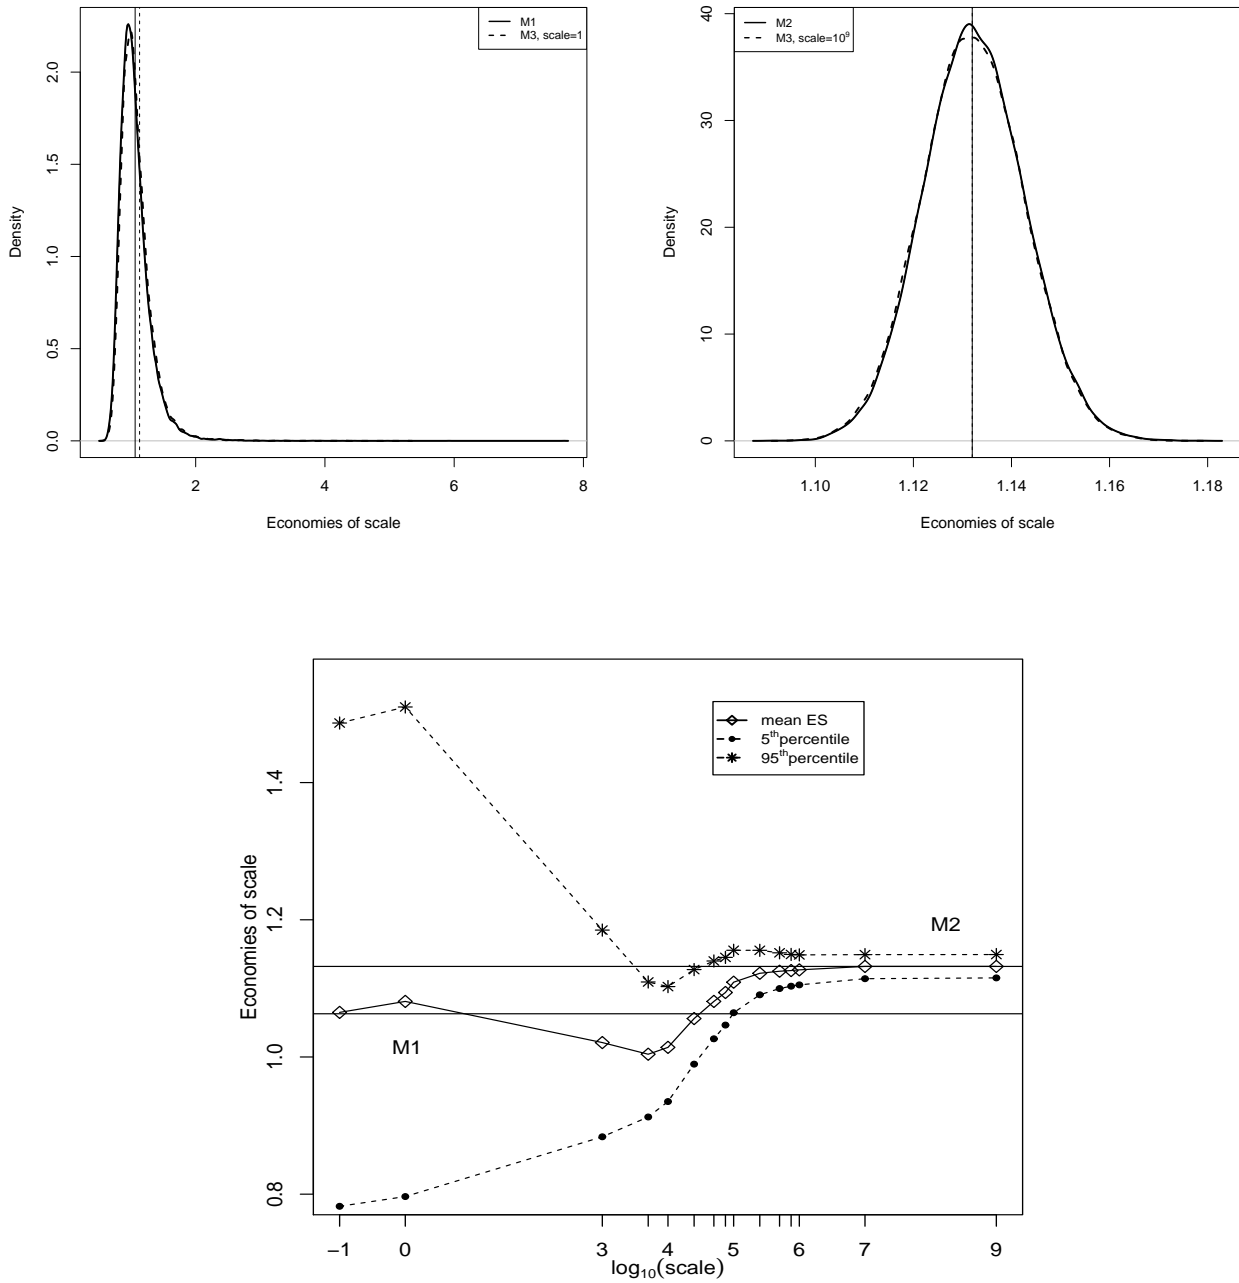 M1
M3, scale=1
Density
0.0
0.5
1.0
1.5
2.0
2
4
6
8
Economies of scale
M2
M3, scale=10⁹
Density
0
10
20
30
40
1.10
1.12
1.14
1.16
1.18
Economies of scale
mean ES
5ᵗʰpercentile
95ᵗʰpercentile
M2
M1
Economies of scale
0.8
1.0
1.2
1.4
−1
0
3
4
5
6
7
9
log₁₀(scale)